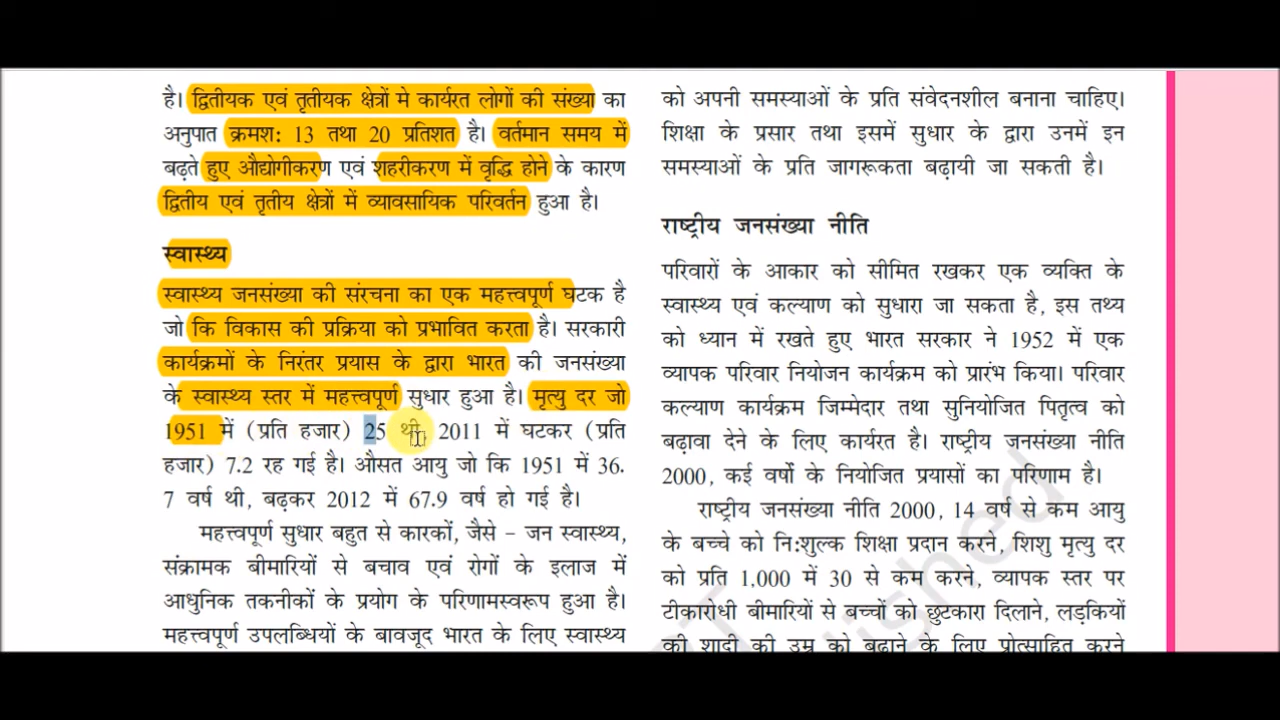 है। द्वितीयक एवं तृतीयक क्षेत्रों मे कार्यरत लोगों की संख्या का
अनुपात क्रमश: 13 तथा 20 प्रतिशत है। वर्तमान समय में
बढ़ते हुए औद्योगीकरण एवं शहरीकरण में वृद्धि होने के कारण
द्वितीय एवं तृतीय क्षेत्रों में व्यावसायिक परिवर्तन हुआ है।
स्वास्थ्य
स्वास्थ्य जनसंख्या की संरचना का एक महत्त्वपूर्ण घटक है
जो कि विकास की प्रक्रिया को प्रभावित करता है। सरकारी
कार्यक्रमों के निरंतर प्रयास के द्वारा भारत की जनसंख्या
के स्वास्थ्य स्तर में महत्त्वपूर्ण सुधार हुआ है। मृत्यु दर जो
1951 में (प्रति हजार) 25 थी, 2011 में घटकर (प्रति
हजार) 7.2 रह गई है। औसत आयु जो कि 1951 में 36.
7 वर्ष थी, बढ़कर 2012 में 67.9 वर्ष हो गई है।
महत्त्वपूर्ण सुधार बहुत से कारकों, जैसे – जन स्वास्थ्य,
संक्रामक बीमारियों से बचाव एवं रोगों के इलाज में
आधुनिक तकनीकों के प्रयोग के परिणामस्वरूप हुआ है।
महत्त्वपूर्ण उपलब्धियों के बावजूद भारत के लिए स्वास्थ्य
को अपनी समस्याओं के प्रति संवेदनशील बनाना चाहिए।
शिक्षा के प्रसार तथा इसमें सुधार के द्वारा उनमें इन
समस्याओं के प्रति जागरूकता बढ़ायी जा सकती है।
राष्ट्रीय जनसंख्या नीति
परिवारों के आकार को सीमित रखकर एक व्यक्ति के
स्वास्थ्य एवं कल्याण को सुधारा जा सकता है, इस तथ्य
को ध्यान में रखते हुए भारत सरकार ने 1952 में एक
व्यापक परिवार नियोजन कार्यक्रम को प्रारंभ किया। परिवार
कल्याण कार्यक्रम जिम्मेदार तथा सुनियोजित पितृत्व को
बढ़ावा देने के लिए कार्यरत है। राष्ट्रीय जनसंख्या नीति
2000, कई वर्षों के नियोजित प्रयासों का परिणाम है।
राष्ट्रीय जनसंख्या नीति 2000, 14 वर्ष से कम आयु
के बच्चे को नि:शुल्क शिक्षा प्रदान करने, शिशु मृत्यु दर
को प्रति 1,000 में 30 से कम करने, व्यापक स्तर पर
टीकारोधी बीमारियों से बच्चों को छुटकारा दिलाने, लड़कियों
की शादी की उम्र को बढ़ाने के लिए प्रोत्साहित करने